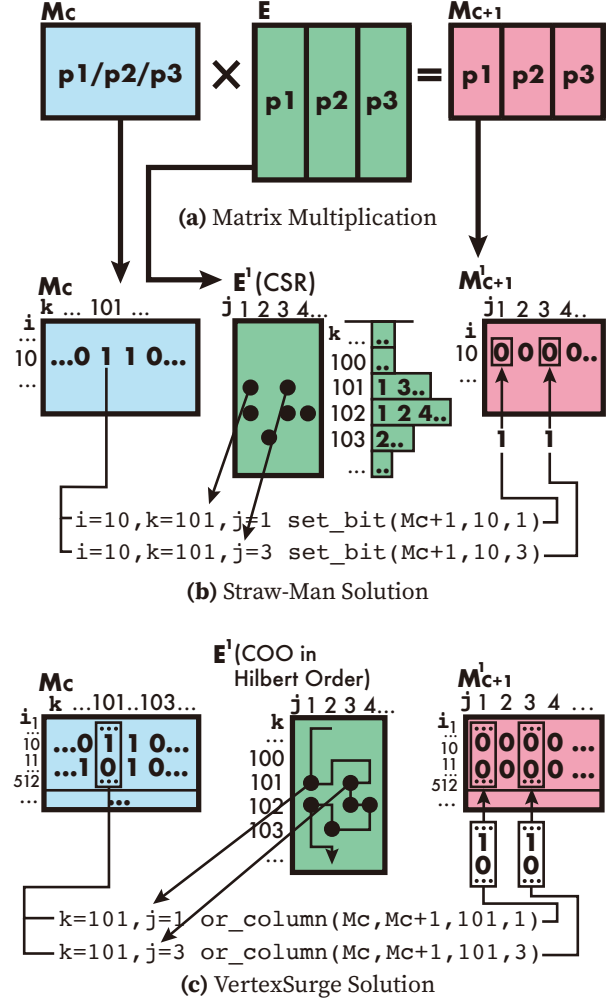 Mc E Mc+1
p1/p2/p3 × p1 p2 p3 = p1 p2 p3
(a) Matrix Multiplication
Mc E¹(CSR) M¹c+1
k ... 101 ... j 1 2 3 4... j 1 2 3 4 ..
i k ... .. i
... 100 .. ...
10 ...0 1 1 0... 101 1 3.. 10 0 0 0 0..
... 102 1 2 4.. ...
103 2.. 1 1
... ..
i=10,k=101,j=1 set_bit(Mc+1,10,1)
i=10,k=101,j=3 set_bit(Mc+1,10,3)
(b) Straw-Man Solution
E¹(COO in
Hilbert Order)
Mc M¹c+1
k ...101..103... j 1 2 3 4... j 1 2 3 4 ...
i 1 ... k i 1 ...
... ... ...
10 ...0 1 1 0... 100 10 0 0 0 0 ...
11 ...1 0 1 0... 101 11 0 0 0 0 ...
... ... 102 ... ...
512 ... 103 512 ...
... ... ... ...
... ...
1 1
0 0
... ...
k=101,j=1 or_column(Mc,Mc+1,101,1)
k=101,j=3 or_column(Mc,Mc+1,101,3)
(c) VertexSurge Solution